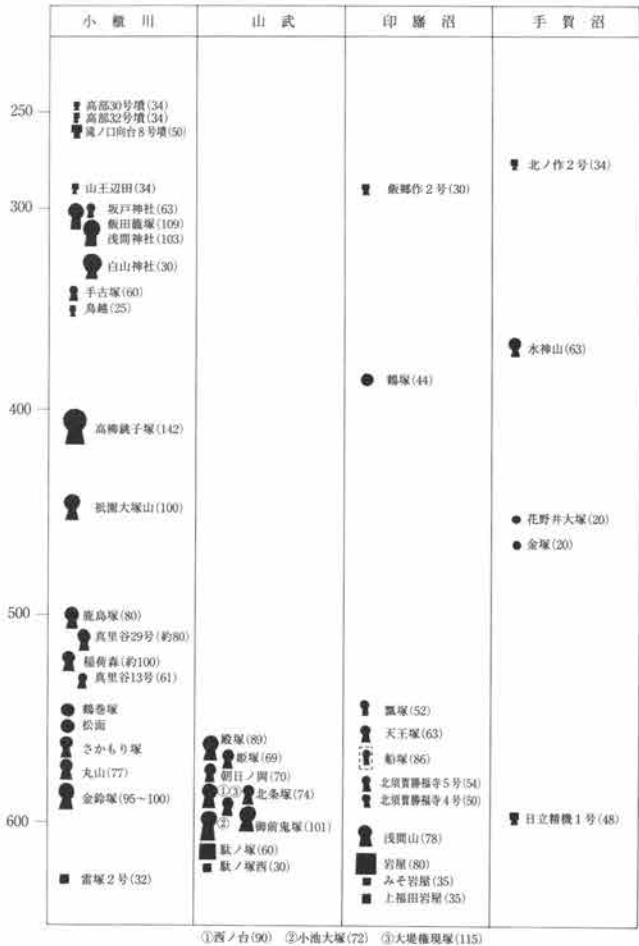 小櫃川
山武
印旛沼
手賀沼
250
300
400
500
600
高部30号墳(34)
高部32号墳(34)
滝ノ口向台8号墳(50)
山王辺田(34)
坂戸神社(63)
飯田籠塚(109)
浅間神社(103)
白山神社(30)
手古塚(60)
鳥越(25)
高柳銚子塚(142)
祇園大塚山(100)
鹿島塚(80)
真里谷29号(約80)
稲荷森(約100)
真里谷13号(61)
鶴巻塚
松面
さかもり塚
丸山(77)
金鈴塚(95~100)
雷塚2号(32)
殿塚(89)
姫塚(69)
朝日ノ岡(70)
①③
北条塚(74)
②
御前鬼塚(101)
駄ノ塚(60)
駄ノ塚西(30)
飯郷作2号(30)
鶴塚(44)
瓢塚(52)
天王塚(63)
船塚(86)
北須賀勝福寺5号(54)
北須賀勝福寺4号(50)
浅間山(78)
岩屋(80)
みそ岩屋(35)
上福田岩屋(35)
北ノ作2号(34)
水神山(63)
花野井大塚(20)
金塚(20)
日立精機1号(48)
①西ノ台(90) ②小池大塚(72) ③大堤権現塚(115)